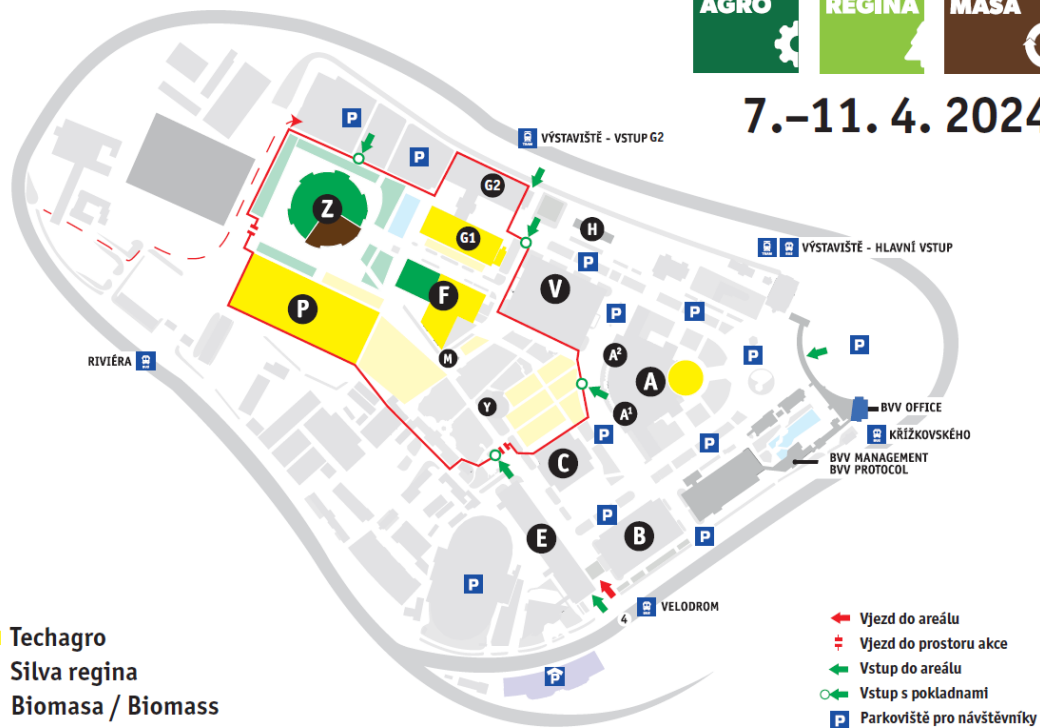 AGRO
REGINA
MASA
7.–11. 4. 2024
P
P
VÝSTAVIŠTĚ - VSTUP G2
G2
Z
G1
H
VÝSTAVIŠTĚ - HLAVNÍ VSTUP
P
F
V
P
P
P
P
P
RIVIÉRA
M
A²
A
A¹
Y
BVV OFFICE
KŘÍŽKOVSKÉHO
P
P
BVV MANAGEMENT
BVV PROTOCOL
C
P
E
B
P
P
VELODROM
4
P
Techagro
Silva regina
Biomasa / Biomass
Vjezd do areálu
Vjezd do prostoru akce
Vstup do areálu
Vstup s pokladnami
P Parkoviště pro návštěvníky